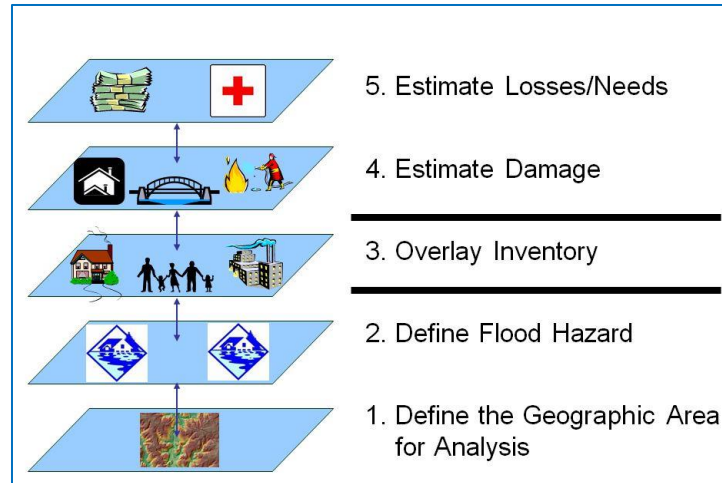 5. Estimate Losses/Needs
4. Estimate Damage
3. Overlay Inventory
2. Define Flood Hazard
1. Define the Geographic Area
for Analysis